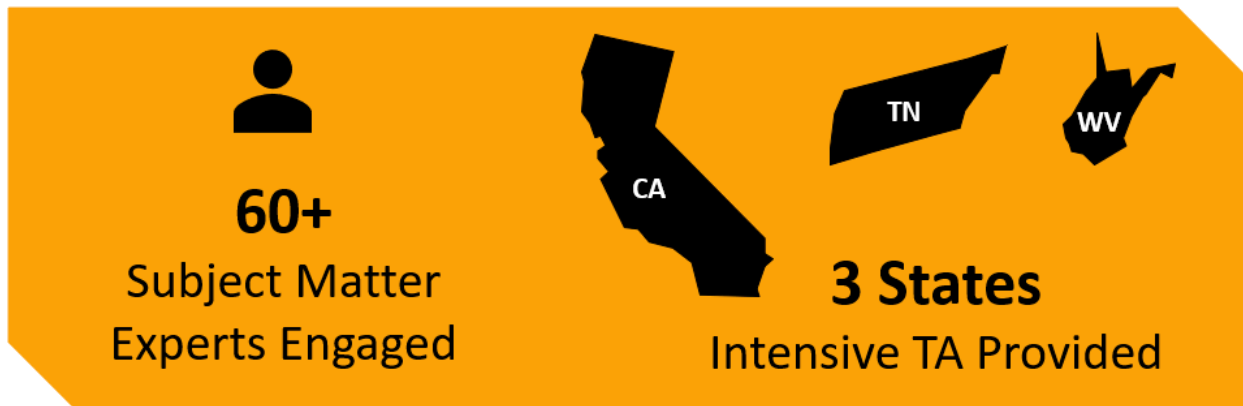 60+
Subject Matter
Experts Engaged
CA
TN
WV
3 States
Intensive TA Provided